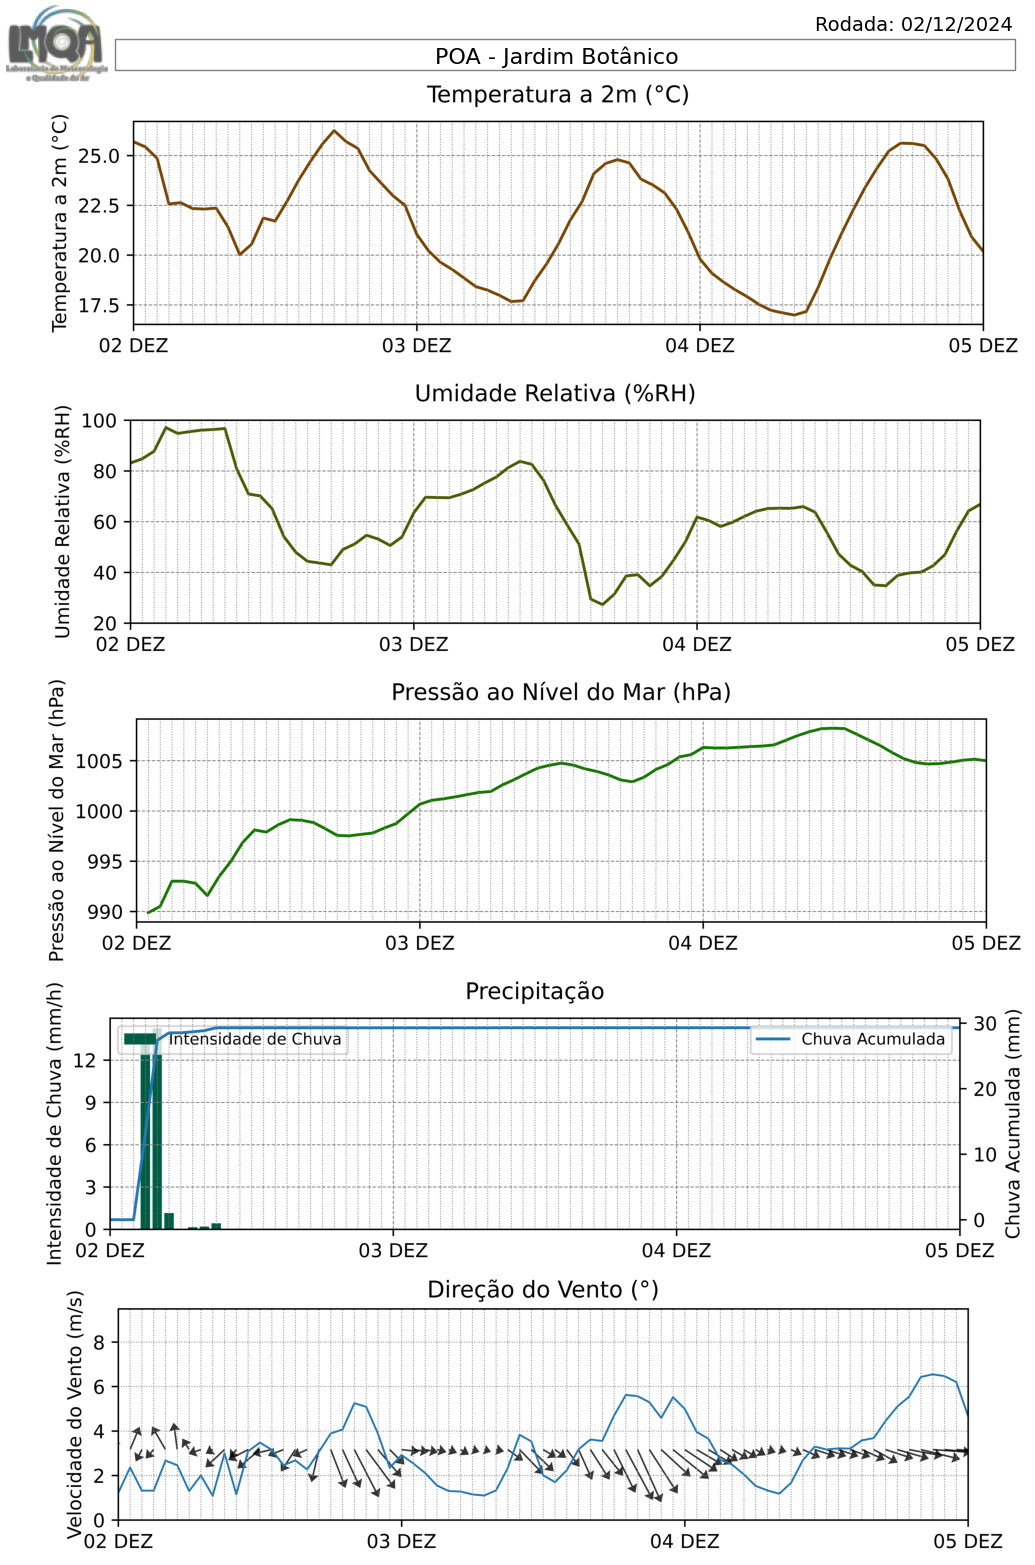 Rodada: 02/12/2024
LMQA
Laboratório de Meteorologia
e Qualidade do Ar
POA - Jardim Botânico
Temperatura a 2m (°C)
Temperatura a 2m (°C)
25.0
22.5
20.0
17.5
02 DEZ 03 DEZ 04 DEZ 05 DEZ
Umidade Relativa (%RH)
Umidade Relativa (%RH)
100
80
60
40
20
02 DEZ 03 DEZ 04 DEZ 05 DEZ
Pressão ao Nível do Mar (hPa)
Pressão ao Nível do Mar (hPa)
1005
1000
995
990
02 DEZ 03 DEZ 04 DEZ 05 DEZ
Precipitação
Intensidade de Chuva (mm/h)
Intensidade de Chuva
Chuva Acumulada
12
9
6
3
0
30
20
10
0
Chuva Acumulada (mm)
02 DEZ 03 DEZ 04 DEZ 05 DEZ
Direção do Vento (°)
Velocidade do Vento (m/s)
8
6
4
2
0
02 DEZ 03 DEZ 04 DEZ 05 DEZ